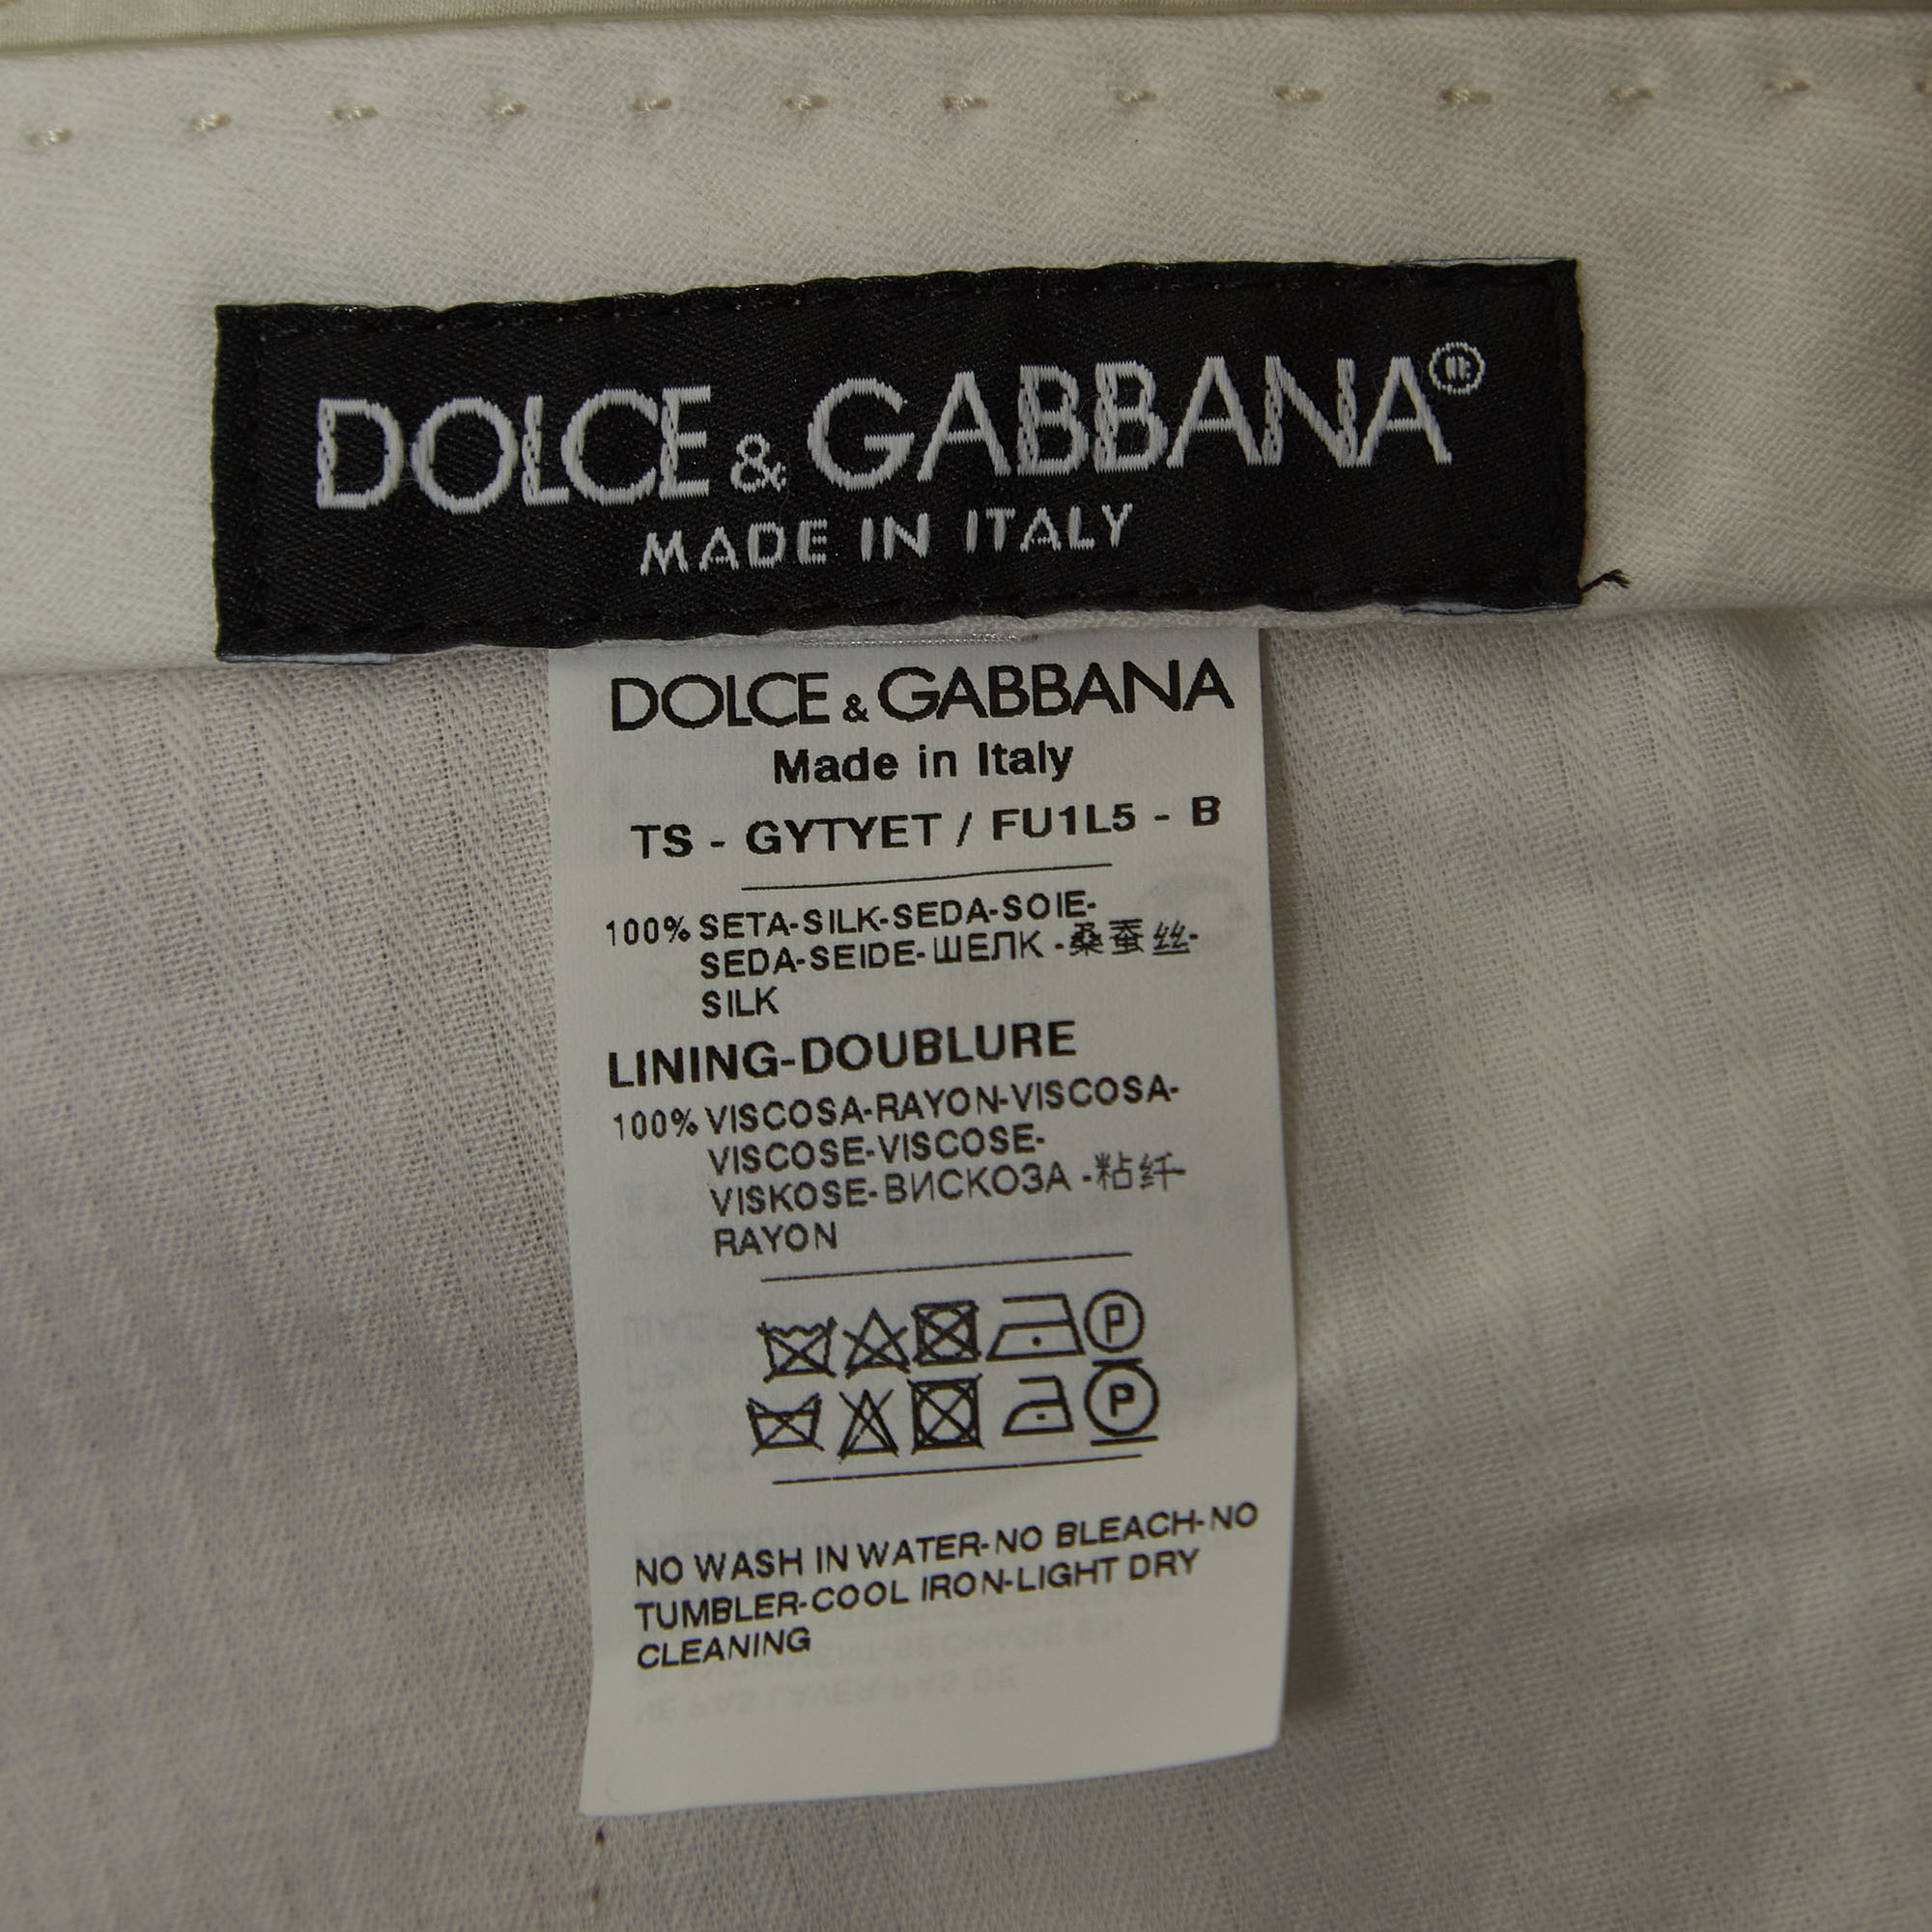 DOLCE & GABBANA®
MADE IN ITALY
DOLCE & GABBANA
Made in Italy
TS - GYTYET / FU1L5 - B
100% SETA-SILK-SEDA-SOIE-
SEDA-SEIDE-ШЕЛК -桑蚕丝-
SILK
LINING-DOUBLURE
100% VISCOSA-RAYON-VISCOSA-
VISCOSE-VISCOSE-
VISKOSE-ВИСКОЗА -粘纤-
RAYON
P
P
NO WASH IN WATER-NO BLEACH-NO
TUMBLER-COOL IRON-LIGHT DRY
CLEANING